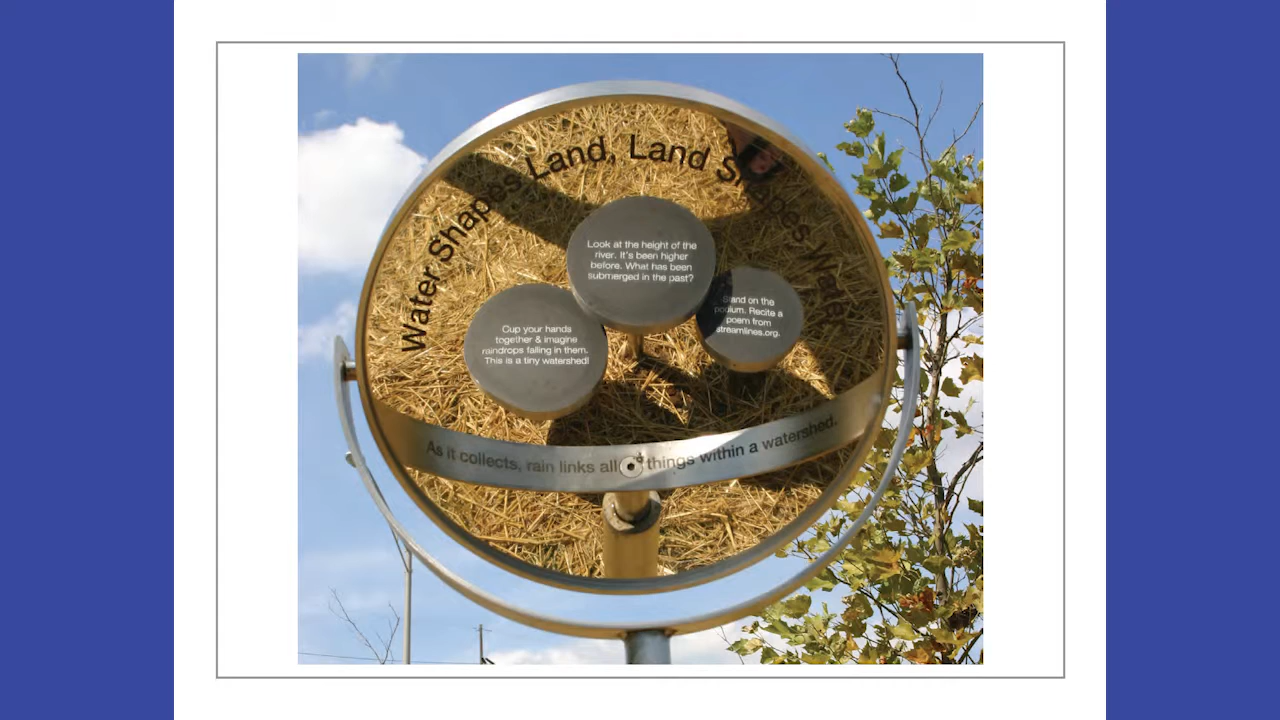 Water Shapes Land, Land Shapes Water
Look at the height of the
river. It's been higher
before. What has been
submerged in the past?
Stand on the
podium. Recite a
poem from
streamlines.org.
Cup your hands
together & imagine
raindrops falling in them.
This is a tiny watershed!
As it collects, rain links all things within a watershed.